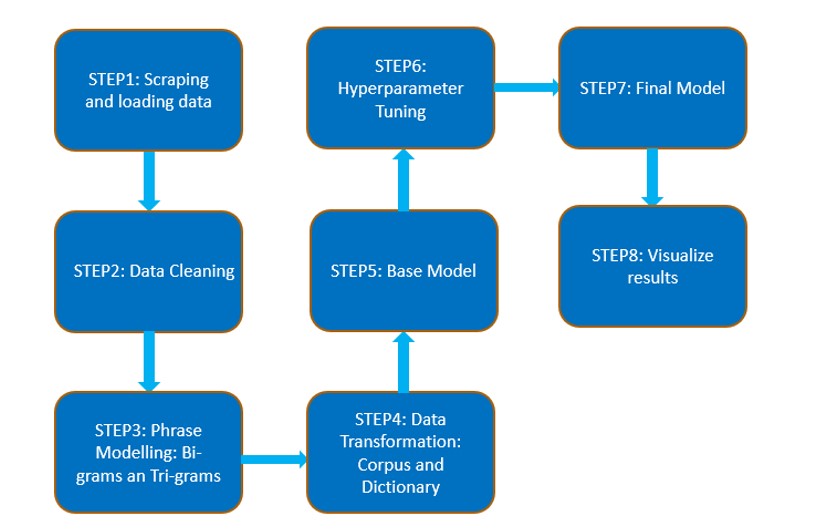 STEP1: Scraping
and loading data
STEP2: Data Cleaning
STEP3: Phrase
Modelling: Bi-
grams an Tri-grams
STEP4: Data
Transformation:
Corpus and
Dictionary
STEP5: Base Model
STEP6:
Hyperparameter
Tuning
STEP7: Final Model
STEP8: Visualize
results